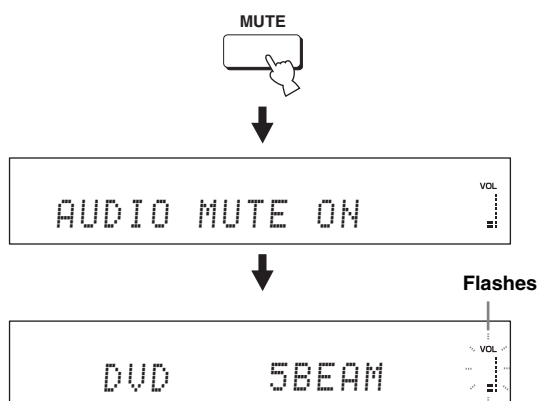 MUTE
VOL
AUDIO MUTE ON
Flashes
VOL
DVD 5BEAM